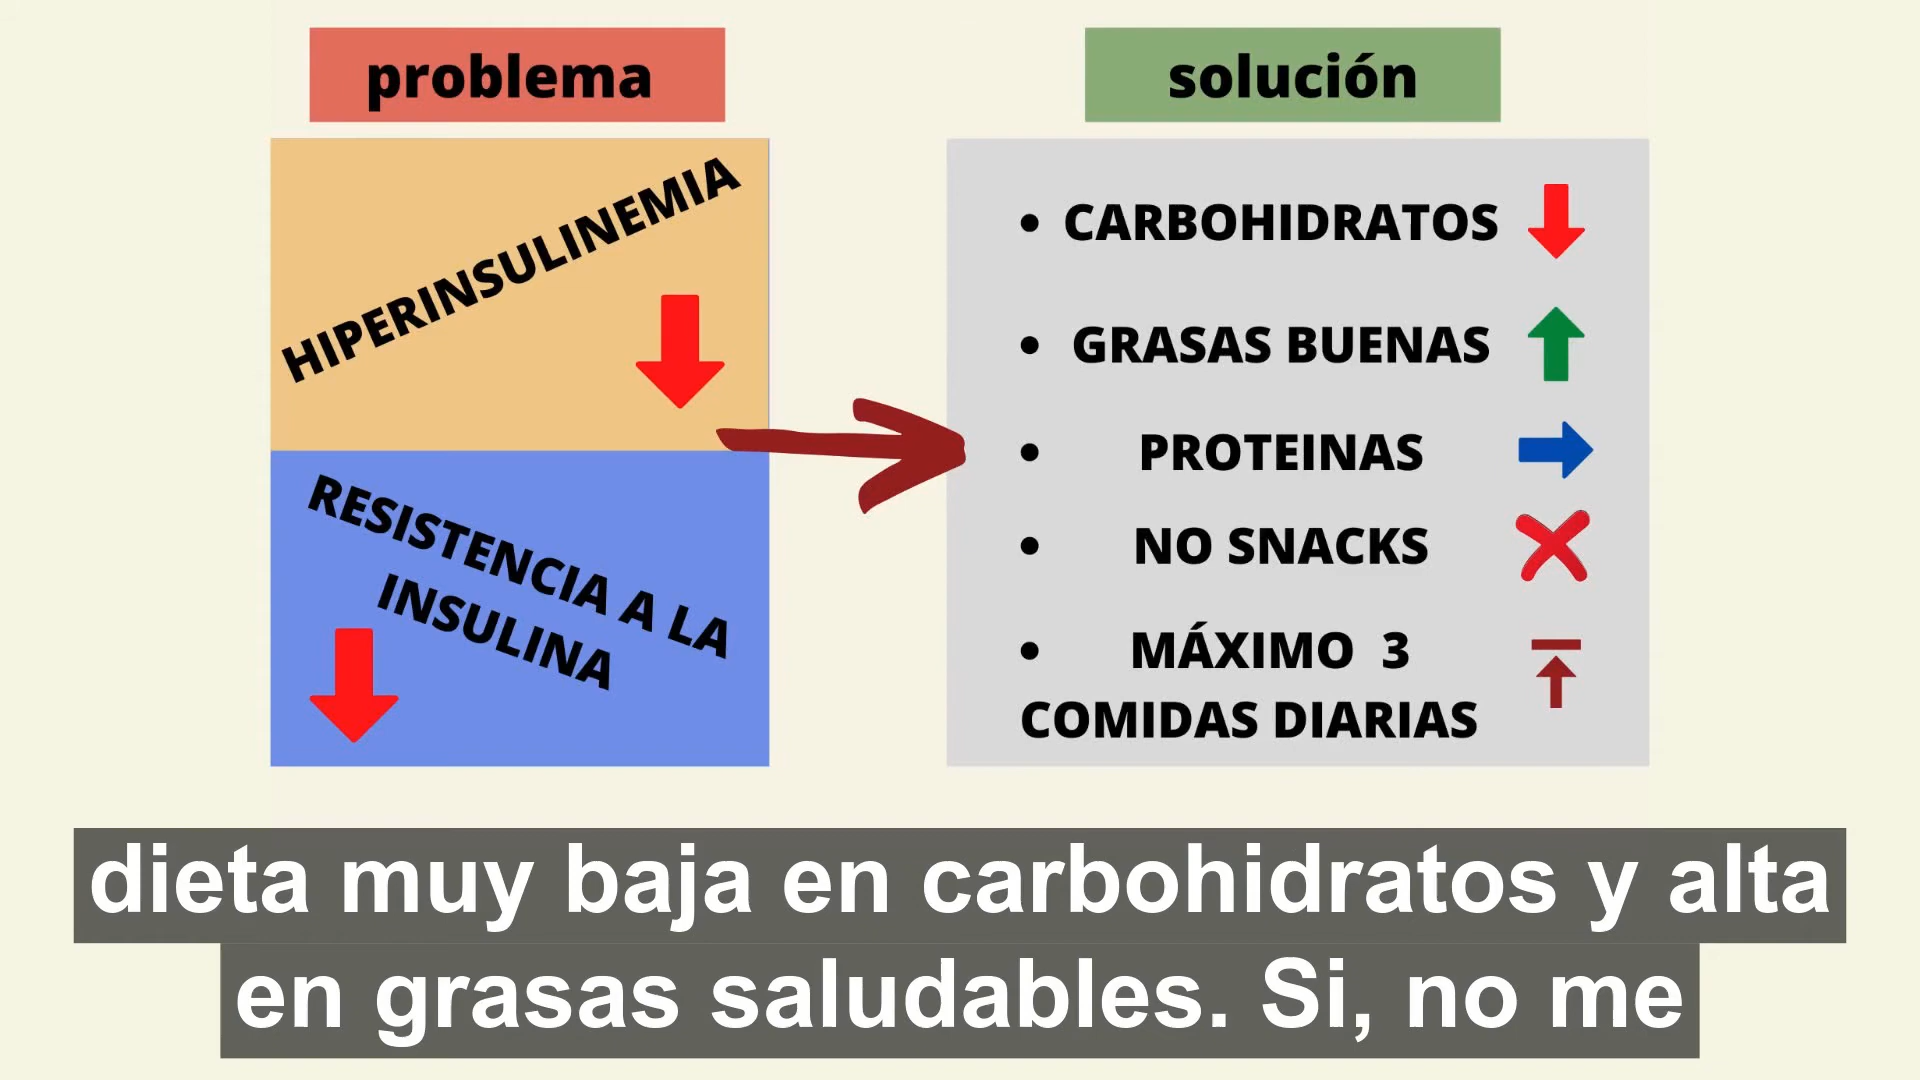 problema
HIPERINSULINEMIA
RESISTENCIA A LA
INSULINA
solución
• CARBOHIDRATOS
• GRASAS BUENAS
• PROTEINAS
• NO SNACKS
• MÁXIMO 3
COMIDAS DIARIAS
dieta muy baja en carbohidratos y alta
en grasas saludables. Si, no me